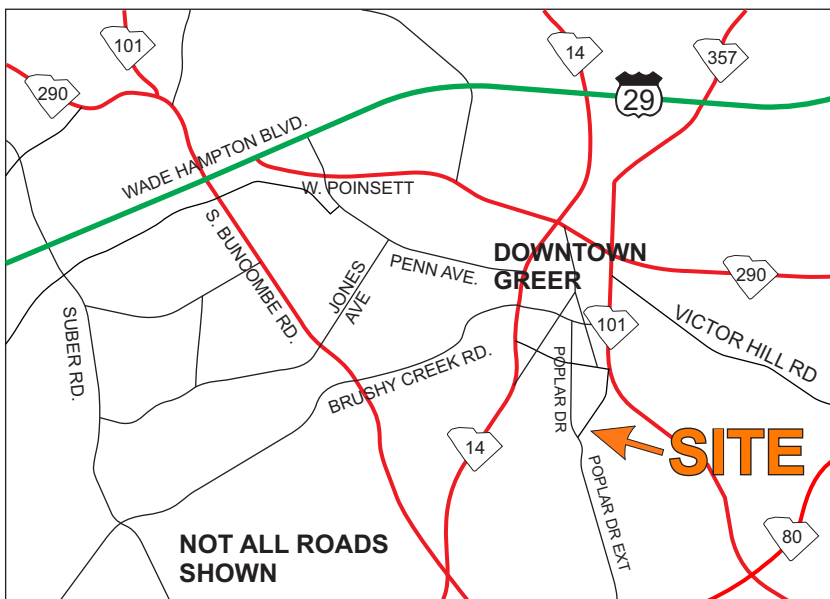 101
14
357
290
29
WADE HAMPTON BLVD.
W. POINSETT
S. BUNCOMBE RD.
DOWNTOWN
GREER
PENN AVE.
JONES
AVE
290
SUBER RD.
101
VICTOR HILL RD
BRUSHY CREEK RD.
POPLAR DR
14
SITE
POPLAR DR EXT
80
NOT ALL ROADS
SHOWN